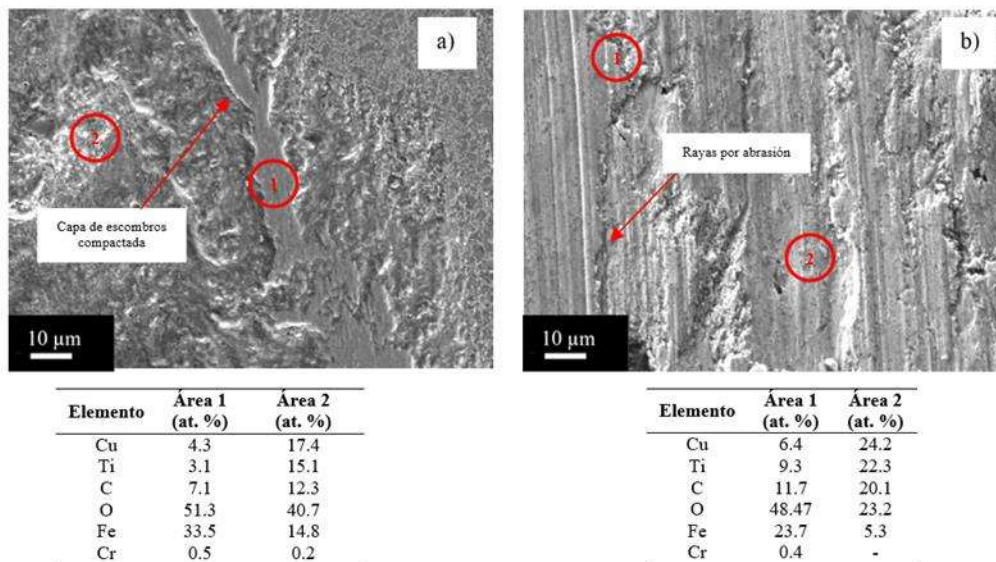 a)
2
1
Capa de escombros
compactada
10 µm
b)
1
Rayas por abrasión
2
10 µm
Elemento Área 1 (at. %) Área 2 (at. %)
Cu 4.3 17.4
Ti 3.1 15.1
C 7.1 12.3
O 51.3 40.7
Fe 33.5 14.8
Cr 0.5 0.2
Elemento Área 1 (at. %) Área 2 (at. %)
Cu 6.4 24.2
Ti 9.3 22.3
C 11.7 20.1
O 48.47 23.2
Fe 23.7 5.3
Cr 0.4 -